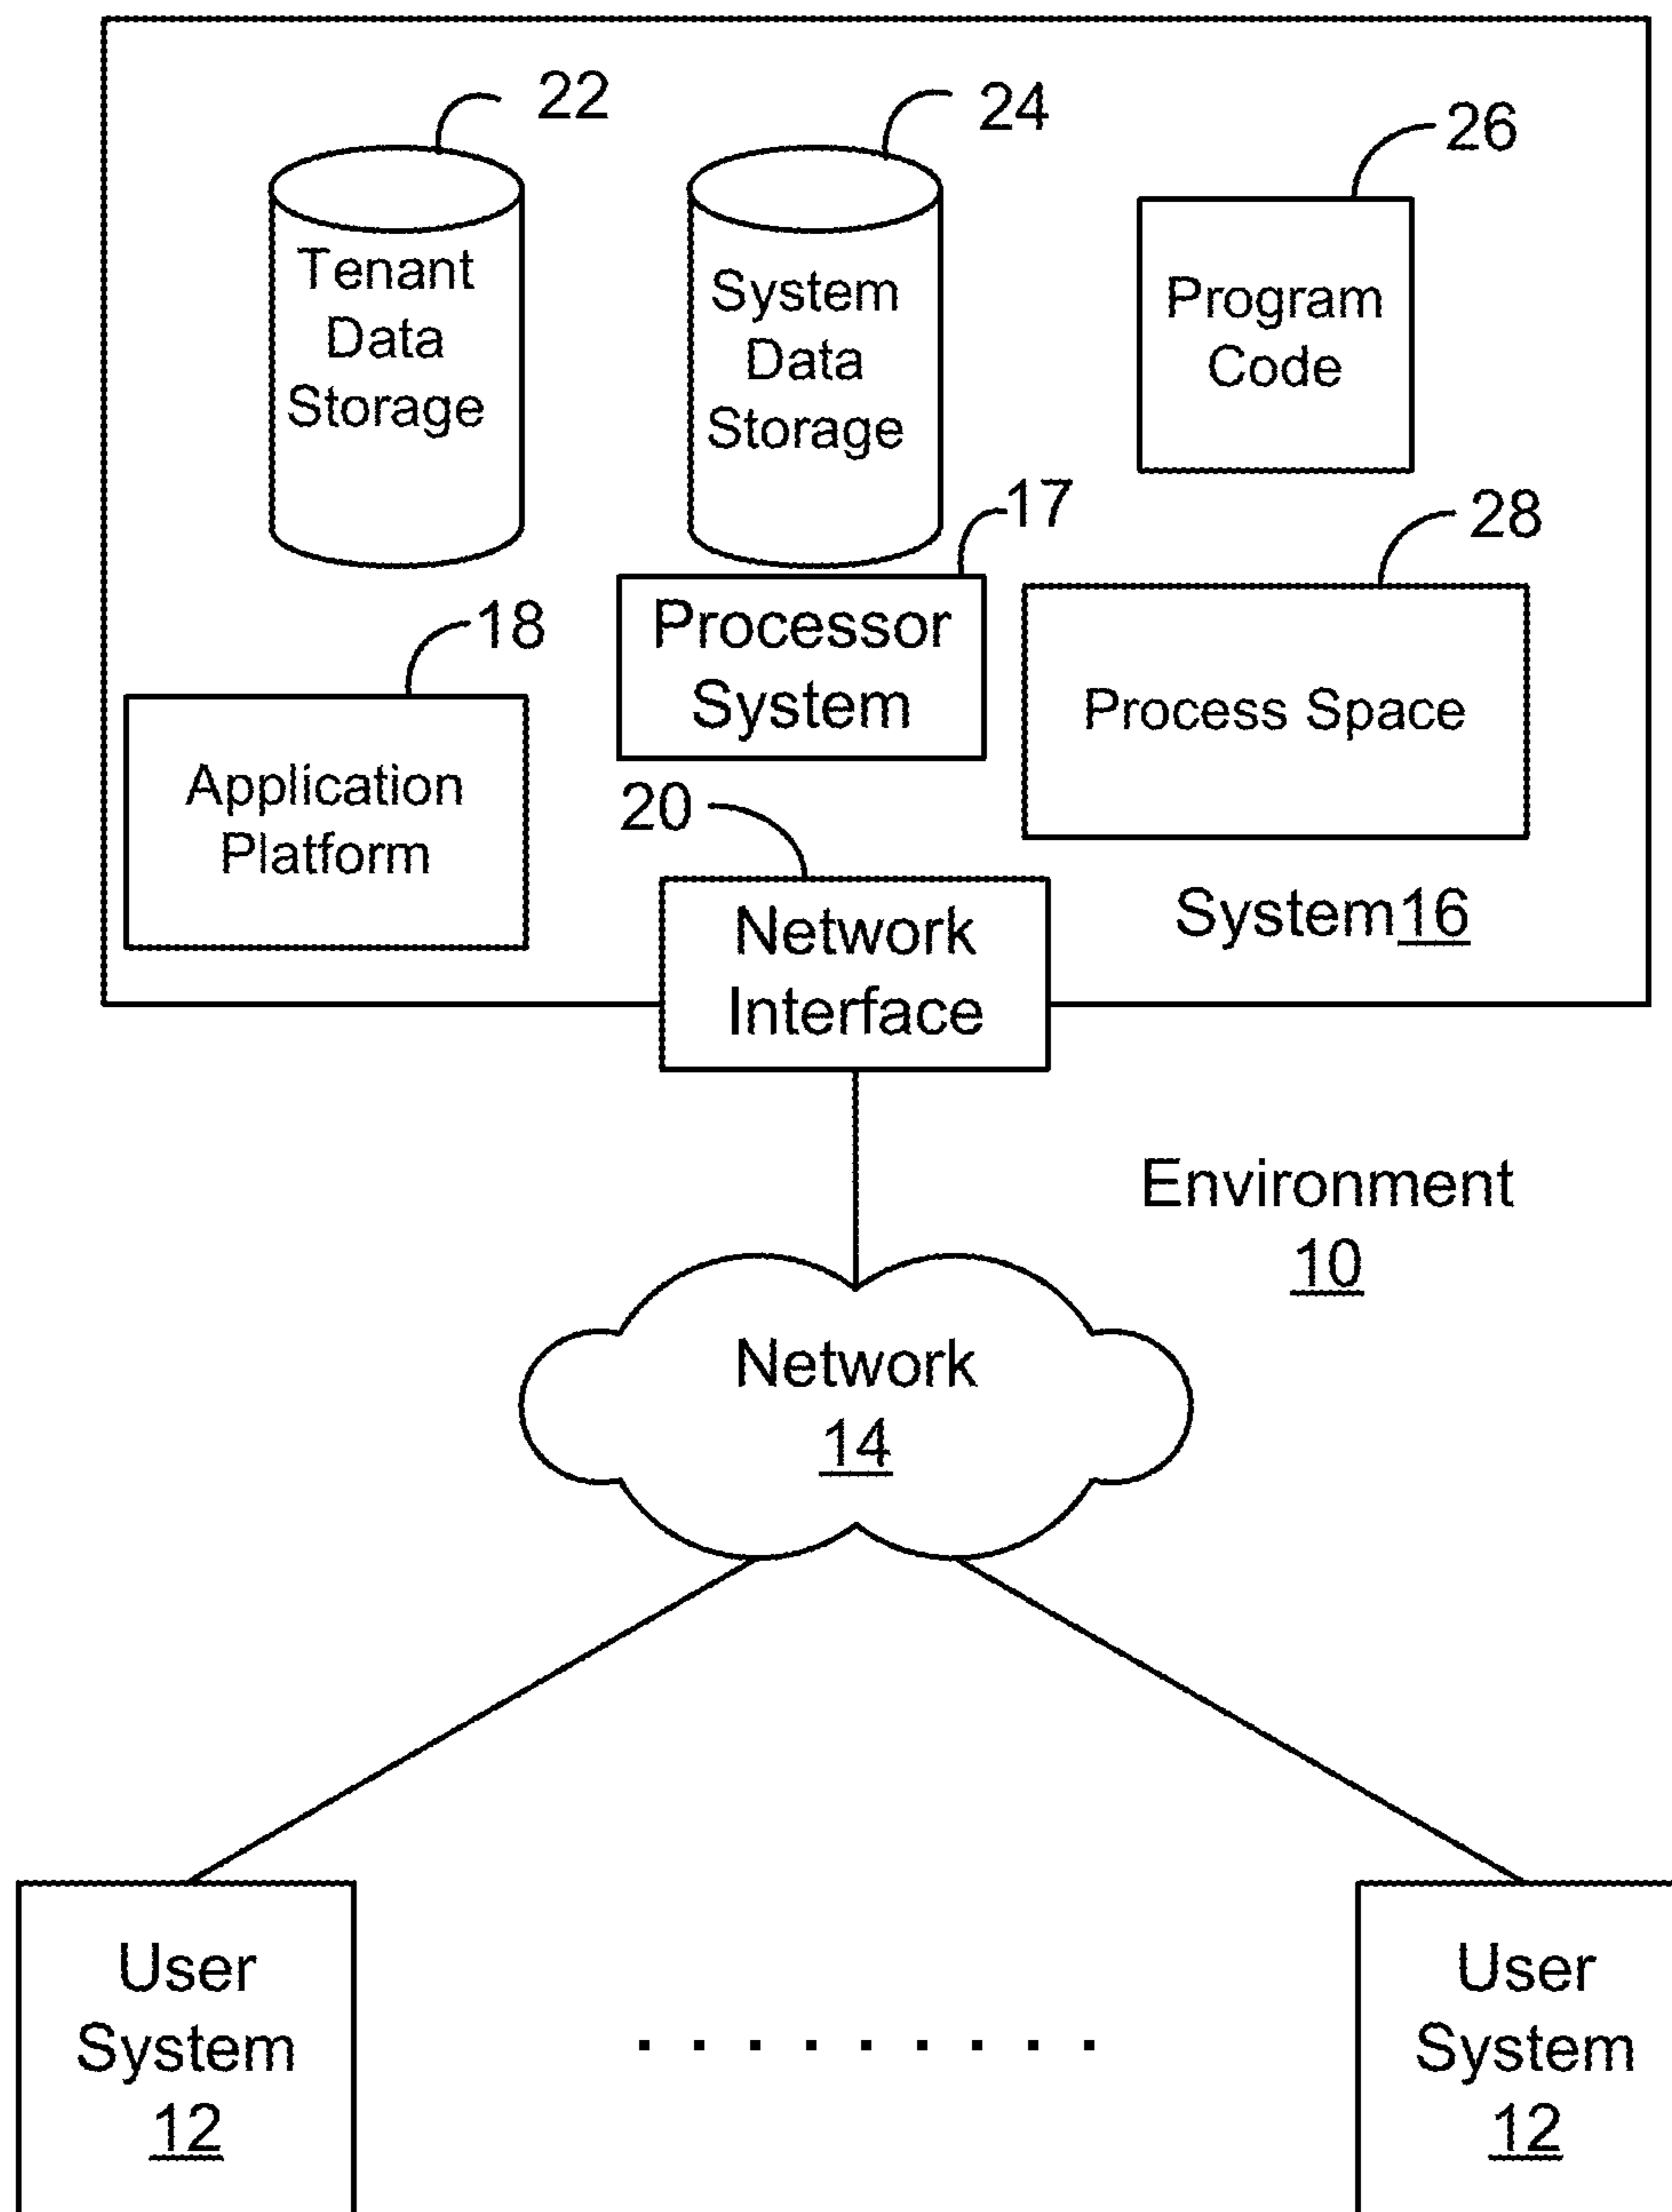 22
24
26
Tenant
Data
Storage
System
Data
Storage
Program
Code
17
28
18
Processor
System
Process Space
Application
Platform
20
Network
Interface
System16
Environment
10
Network
14
User
System
12
. . . . . . . . .
User
System
12